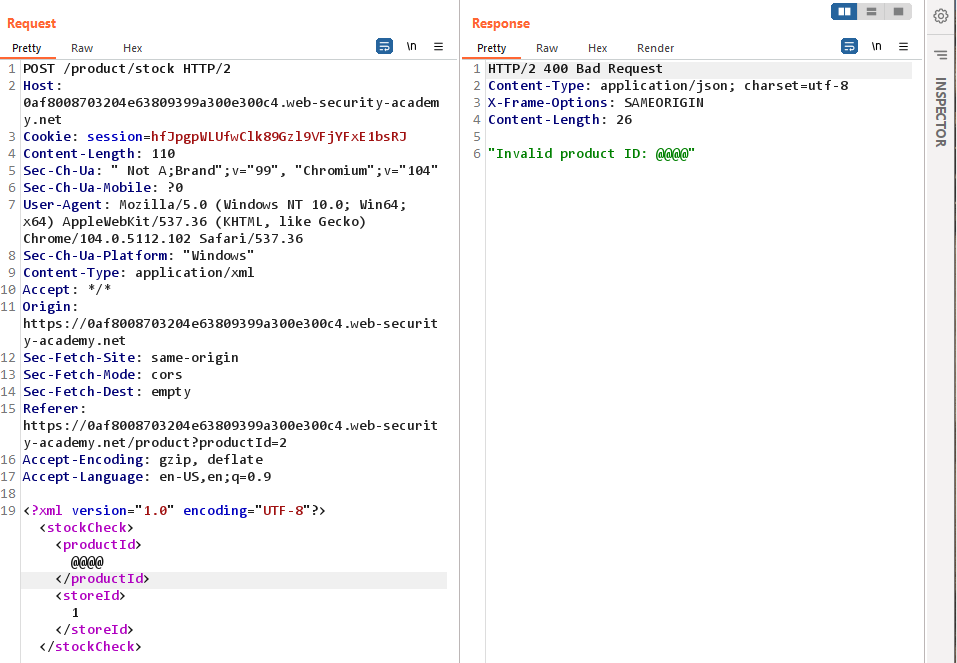 Request
Pretty Raw Hex \n
1 POST /product/stock HTTP/2
2 Host:
0af8008703204e63809399a300e300c4.web-security-academ
y.net
3 Cookie: session=hfJpgpWLUfwClk89Gzl9VFjYFxE1bsRJ
4 Content-Length: 110
5 Sec-Ch-Ua: " Not A;Brand";v="99", "Chromium";v="104"
6 Sec-Ch-Ua-Mobile: ?0
7 User-Agent: Mozilla/5.0 (Windows NT 10.0; Win64;
x64) AppleWebKit/537.36 (KHTML, like Gecko)
Chrome/104.0.5112.102 Safari/537.36
8 Sec-Ch-Ua-Platform: "Windows"
9 Content-Type: application/xml
10 Accept: */*
11 Origin:
https://0af8008703204e63809399a300e300c4.web-securit
y-academy.net
12 Sec-Fetch-Site: same-origin
13 Sec-Fetch-Mode: cors
14 Sec-Fetch-Dest: empty
15 Referer:
https://0af8008703204e63809399a300e300c4.web-securit
y-academy.net/product?productId=2
16 Accept-Encoding: gzip, deflate
17 Accept-Language: en-US,en;q=0.9
18
19 <?xml version="1.0" encoding="UTF-8"?>
<stockCheck>
<productId>
@@@@
</productId>
<storeId>
1
</storeId>
</stockCheck>
Response
Pretty Raw Hex Render \n
1 HTTP/2 400 Bad Request
2 Content-Type: application/json; charset=utf-8
3 X-Frame-Options: SAMEORIGIN
4 Content-Length: 26
5
6 "Invalid product ID: @@@@"
INSPECTOR